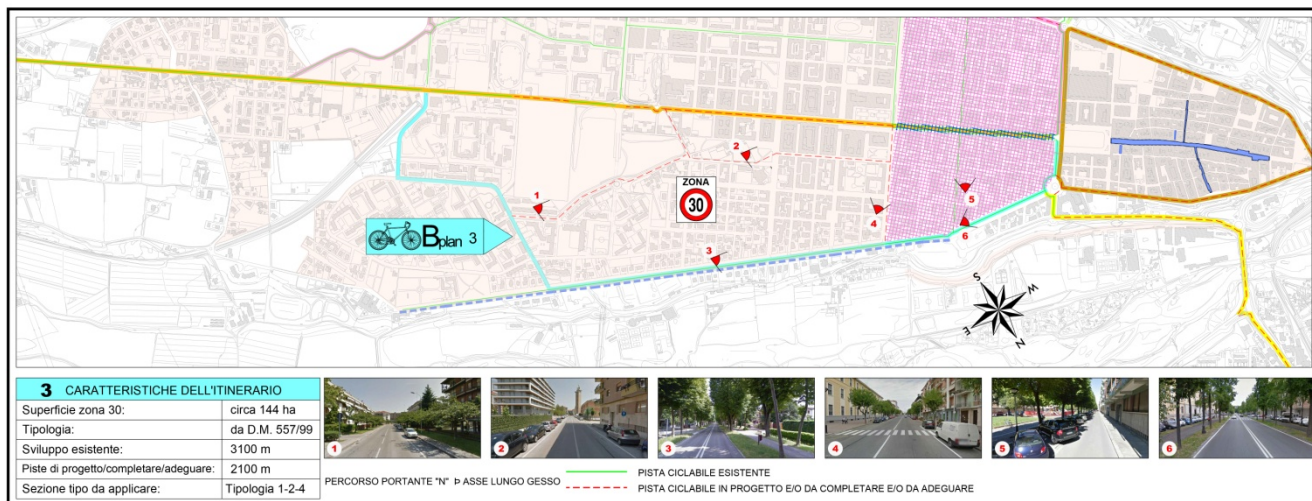 1
2
3
4
5
6
ZONA
30
Bplan 3
S
W
E
N
3 CARATTERISTICHE DELL'ITINERARIO
Superficie zona 30: circa 144 ha
Tipologia: da D.M. 557/99
Sviluppo esistente: 3100 m
Piste di progetto/completare/adeguare: 2100 m
Sezione tipo da applicare: Tipologia 1-2-4
1
2
3
4
5
6
PERCORSO PORTANTE "N" Þ ASSE LUNGO GESSO
PISTA CICLABILE ESISTENTE
PISTA CICLABILE IN PROGETTO E/O DA COMPLETARE E/O DA ADEGUARE